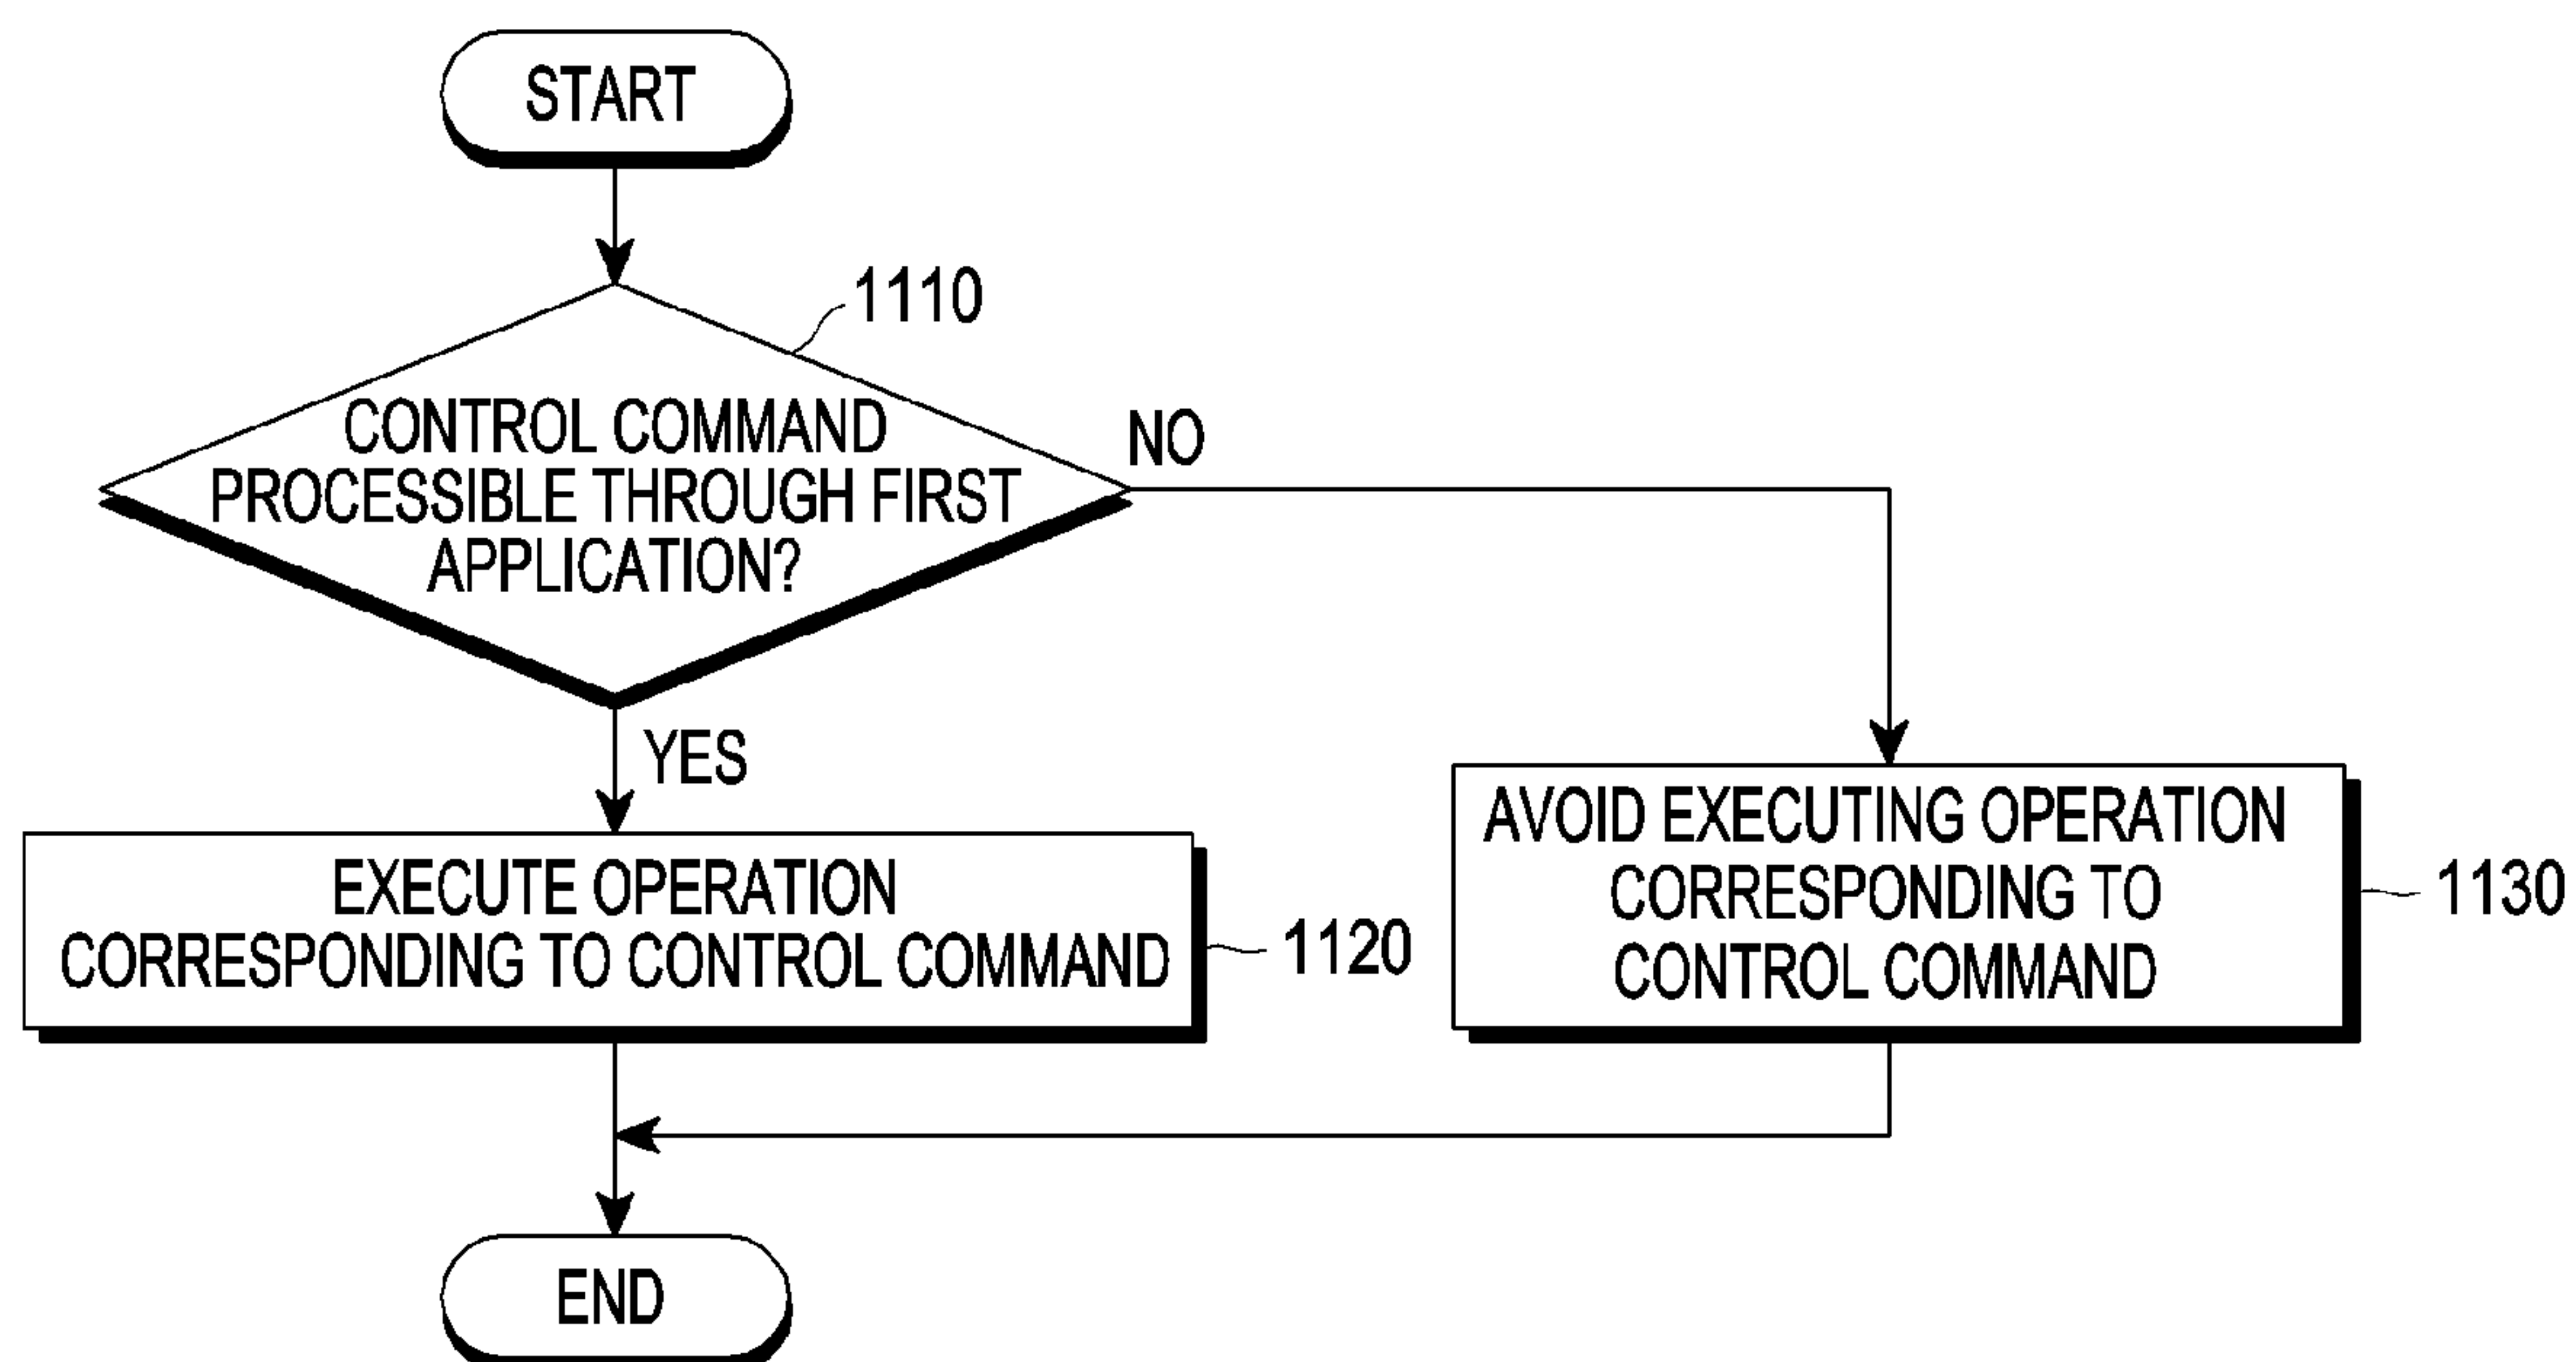 START
1110
CONTROL COMMAND
PROCESSIBLE THROUGH FIRST
APPLICATION?
NO
YES
EXECUTE OPERATION
CORRESPONDING TO CONTROL COMMAND
1120
AVOID EXECUTING OPERATION
CORRESPONDING TO
CONTROL COMMAND
1130
END